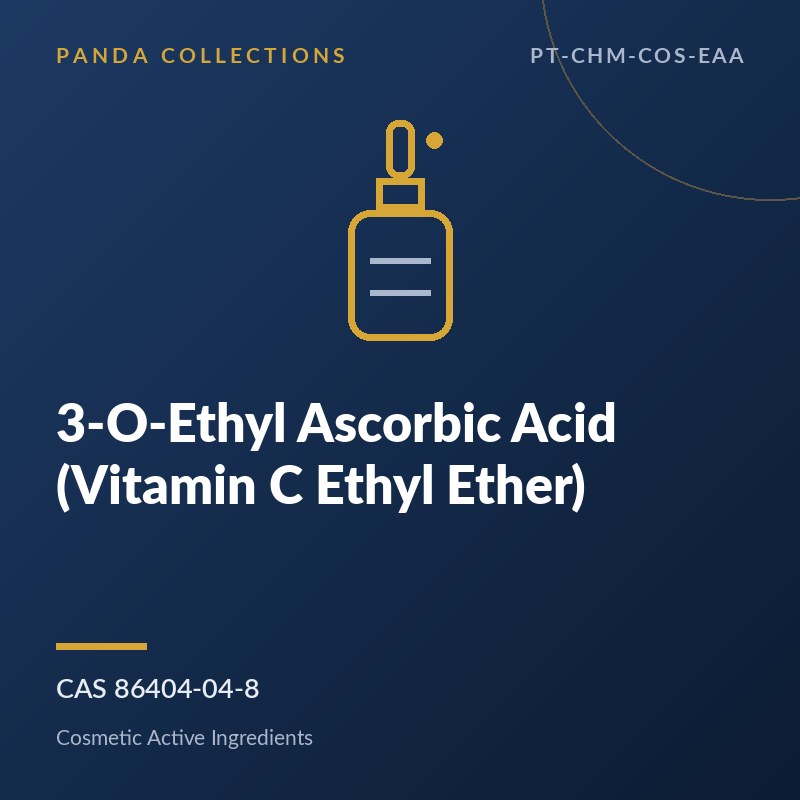 PANDA COLLECTIONS
PT-CHM-COS-EAA
3-O-Ethyl Ascorbic Acid
(Vitamin C Ethyl Ether)
CAS 86404-04-8
Cosmetic Active Ingredients